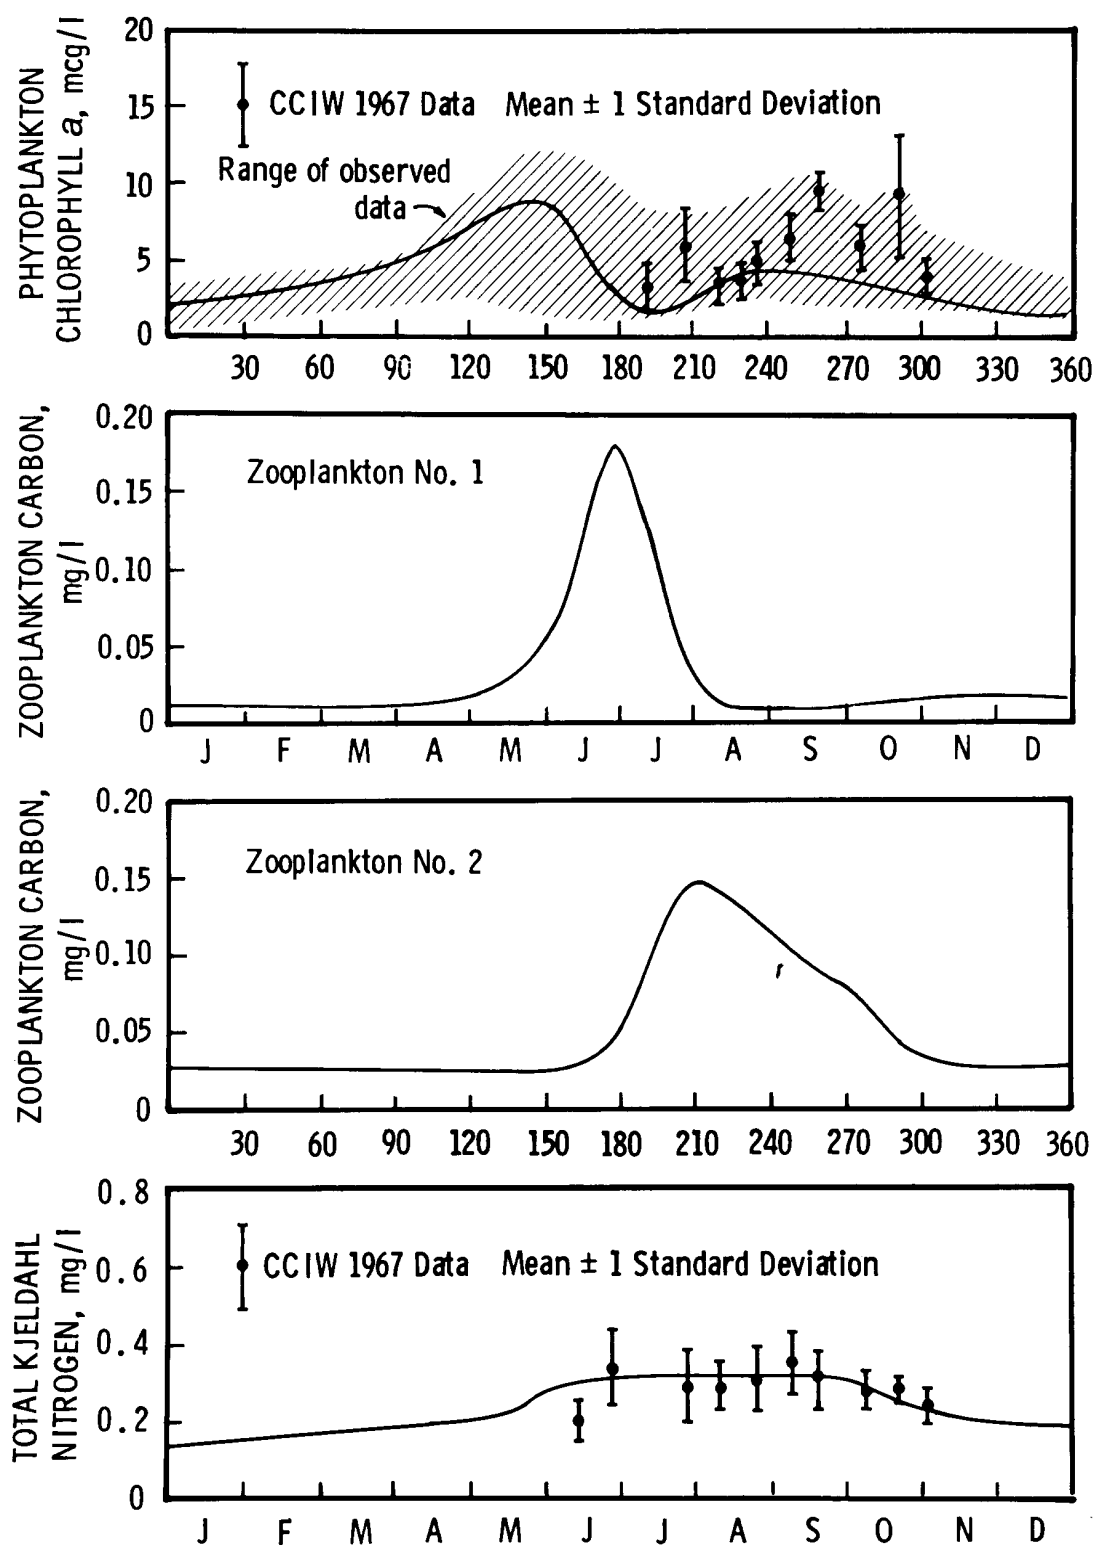 PHYTOPLANKTON
CHLOROPHYLL a, mcg/l
20
15
10
5
0
CCIW 1967 Data Mean ± 1 Standard Deviation
Range of observed
data
30 60 90 120 150 180 210 240 270 300 330 360
ZOOPLANKTON CARBON,
mg/l
0.20
0.15
0.10
0.05
0
Zooplankton No. 1
J F M A M J J A S O N D
ZOOPLANKTON CARBON,
mg/l
0.20
0.15
0.10
0.05
0
Zooplankton No. 2
30 60 90 120 150 180 210 240 270 300 330 360
TOTAL KJELDAHL
NITROGEN, mg/l
0.8
0.6
0.4
0.2
0
CCIW 1967 Data Mean ± 1 Standard Deviation
J F M A M J J A S O N D